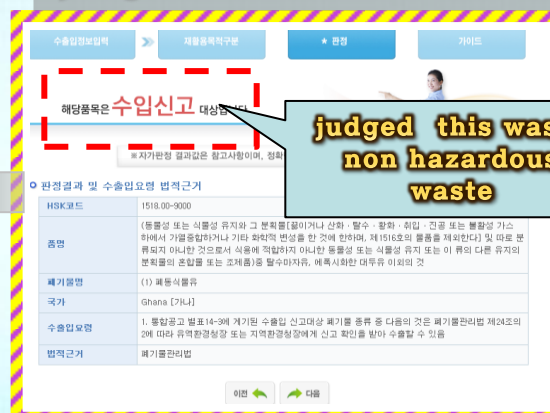 수출입정보입력
재활용목적구분
* 판정
가이드
해당품목은 수입신고 대상입니다
judged this was
non hazardous
waste
※자가판정 결과값은 참고사항이며, 정확
판정결과 및 수출입요령 법적근거
HSK코드 1518.00-9000
품명
(동물성 또는 식물성 유지와 그 분획물[끓이거나 산화·탈수·황화·취입·진공 또는 불활성 가스
하에서 가열중합하거나 기타 화학적 변성을 한 것에 한하며, 제1516호의 물품을 제외한다] 및 따로 분
류되지 아니한 것으로서 식용에 적합하지 아니한 동물성 또는 식물성 유지 또는 이 류의 다른 유지의
분획물의 혼합물 또는 조제품)중 탈수마자유, 에폭시화한 대두유 이외의 것
폐기물명 (1) 폐동식물유
국가 Ghana [가나]
수출입요령
1. 통합공고 별표14-3에 게기된 수출입 신고대상 폐기물 종류 중 다음의 것은 폐기물관리법 제24조의
2에 따라 유역환경청장 또는 지역환경청장에게 신고 확인을 받아 수출할 수 있음
법적근거 폐기물관리법
이전 다음